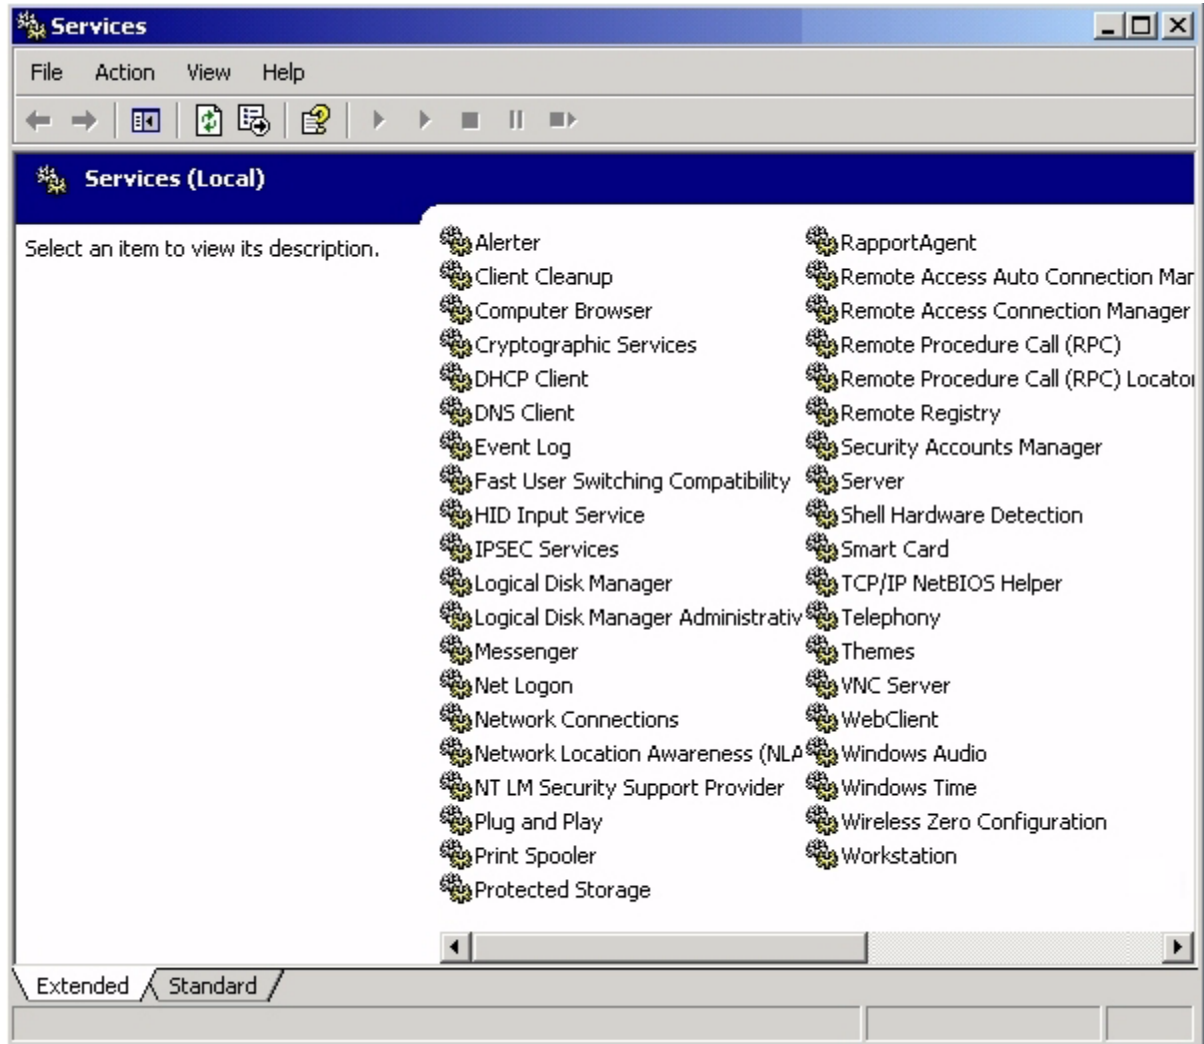 Services
File Action View Help
Services (Local)
Select an item to view its description.
Alerter
Client Cleanup
Computer Browser
Cryptographic Services
DHCP Client
DNS Client
Event Log
Fast User Switching Compatibility
HID Input Service
IPSEC Services
Logical Disk Manager
Logical Disk Manager Administrativ
Messenger
Net Logon
Network Connections
Network Location Awareness (NLA
NT LM Security Support Provider
Plug and Play
Print Spooler
Protected Storage
RapportAgent
Remote Access Auto Connection Mar
Remote Access Connection Manager
Remote Procedure Call (RPC)
Remote Procedure Call (RPC) Locator
Remote Registry
Security Accounts Manager
Server
Shell Hardware Detection
Smart Card
TCP/IP NetBIOS Helper
Telephony
Themes
VNC Server
WebClient
Windows Audio
Windows Time
Wireless Zero Configuration
Workstation
Extended Standard